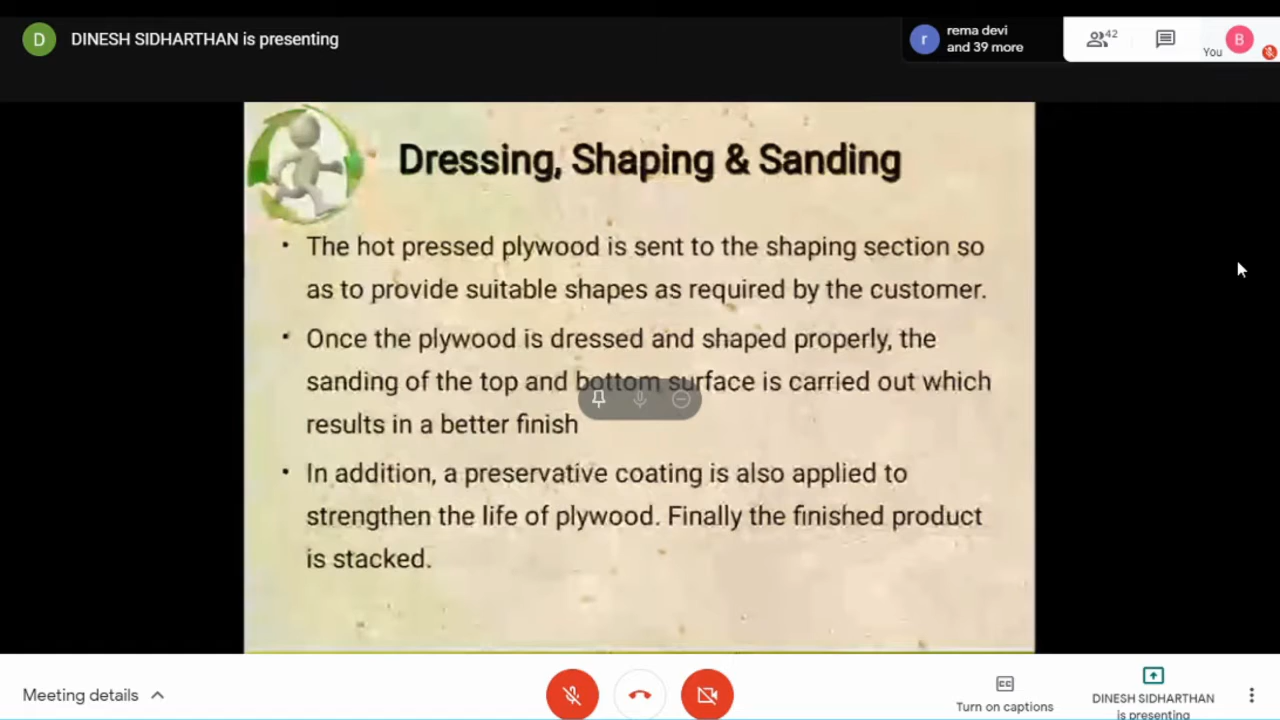 D
DINESH SIDHARTHAN is presenting
r
rema devi
and 39 more
42
You
B
Dressing, Shaping & Sanding
• The hot pressed plywood is sent to the shaping section so
as to provide suitable shapes as required by the customer.
• Once the plywood is dressed and shaped properly, the
sanding of the top and bottom surface is carried out which
results in a better finish
• In addition, a preservative coating is also applied to
strengthen the life of plywood. Finally the finished product
is stacked.
Meeting details
CC
Turn on captions
DINESH SIDHARTHAN
is presenting